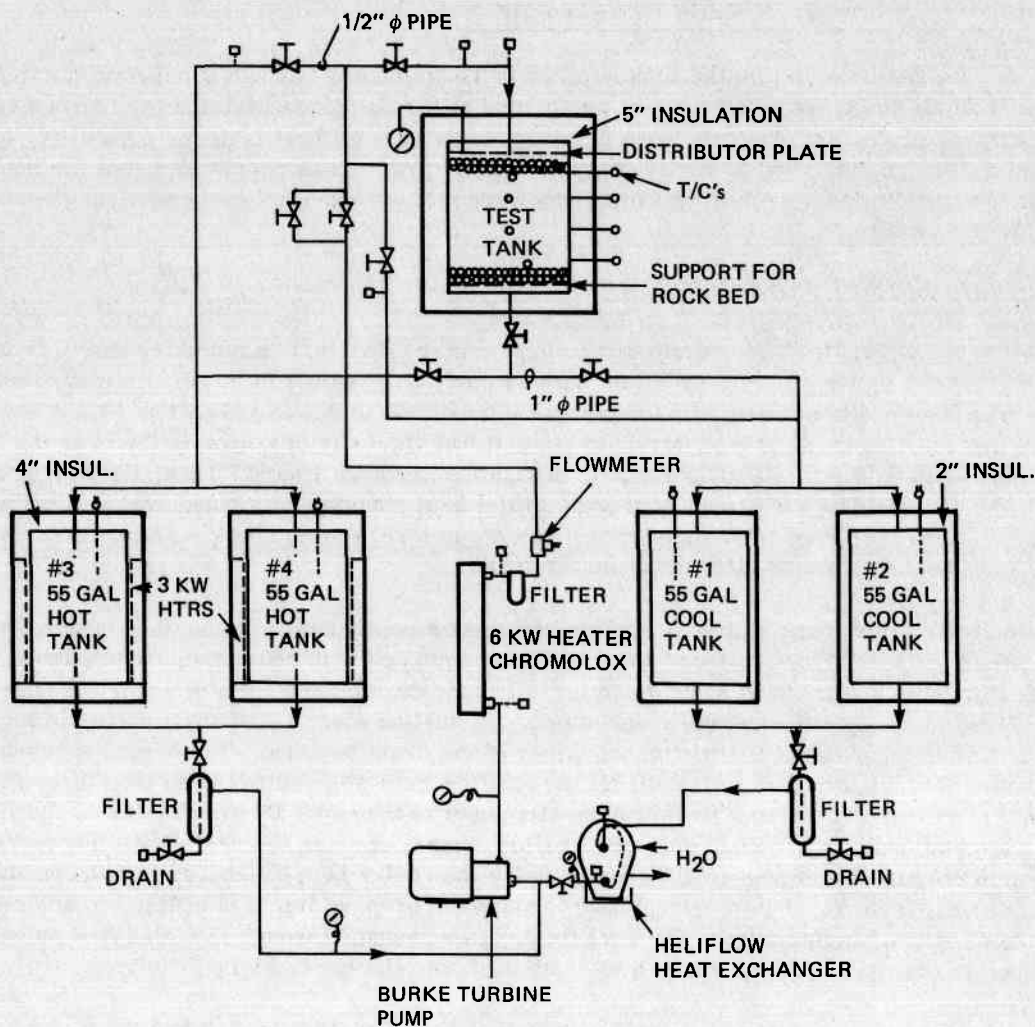 1/2" ϕ PIPE
5" INSULATION
DISTRIBUTOR PLATE
T/C's
TEST
TANK
SUPPORT FOR
ROCK BED
1" ϕ PIPE
FLOWMETER
4" INSUL.
2" INSUL.
#3
55 GAL
HOT
TANK
3 KW
HTRS
#4
55 GAL
HOT
TANK
FILTER
6 KW HEATER
CHROMOLOX
#1
55 GAL
COOL
TANK
#2
55 GAL
COOL
TANK
FILTER
DRAIN
H2O
FILTER
DRAIN
HELIFLOW
HEAT EXCHANGER
BURKE TURBINE
PUMP